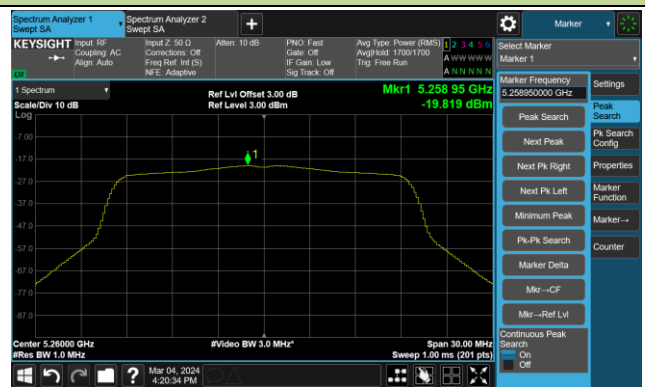 Spectrum Analyzer 1
Swept SA
Spectrum Analyzer 2
Swept SA
+
Marker
KEYSIGHT
Input: RF
Coupling: AC
Align: Auto
Input Z: 50 Ω
Corrections: Off
Freq Ref: Int (S)
NFE: Adaptive
Atten: 10 dB
PNO: Fast
Gate: Off
IF Gain: Low
Sig Track: Off
Avg Type: Power (RMS)
Avg|Hold: 1700/1700
Trig: Free Run
1 2 3 4 5 6
A W W W W W
A N N N N N
Select Marker
Marker 1
LXI
1 Spectrum
Scale/Div 10 dB
Log
Ref Lvl Offset 3.00 dB
Ref Level 3.00 dBm
Mkr1 5.258 95 GHz
-19.819 dBm
-7.00
-17.0
-27.0
-37.0
-47.0
-57.0
-67.0
-77.0
-87.0
1
Center 5.26000 GHz
#Res BW 1.0 MHz
#Video BW 3.0 MHz*
Span 30.00 MHz
Sweep 1.00 ms (201 pts)
Marker Frequency
5.258950000 GHz
Peak Search
Next Peak
Next Pk Right
Next Pk Left
Minimum Peak
Pk-Pk Search
Marker Delta
Mkr→CF
Mkr→Ref Lvl
Continuous Peak
Search
On
Off
Settings
Peak
Search
Pk Search
Config
Properties
Marker
Function
Marker→
Counter
?
Mar 04, 2024
4:20:34 PM